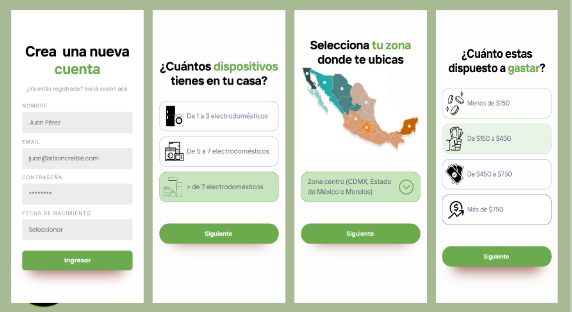 Crea una nueva
cuenta
¿Ya estás registrado? Inicia sesión acá
NOMBRE
Juan Pérez
EMAIL
juan@sitioincreible.com
CONTRASEÑA
********
FECHA DE NACIMIENTO
Seleccionar
Ingresar
¿Cuántos dispositivos
tienes en tu casa?
De 1 a 3 electrodomésticos
De 5 a 7 electrodomésticos
+ de 7 electrodomésticos
Siguiente
Selecciona tu zona
donde te ubicas
Zona centro (CDMX, Estado
de México o Morelos)
Siguiente
¿Cuánto estas
dispuesto a gastar?
Menos de $150
De $150 a $450
De $450 a $750
Más de $750
Siguiente